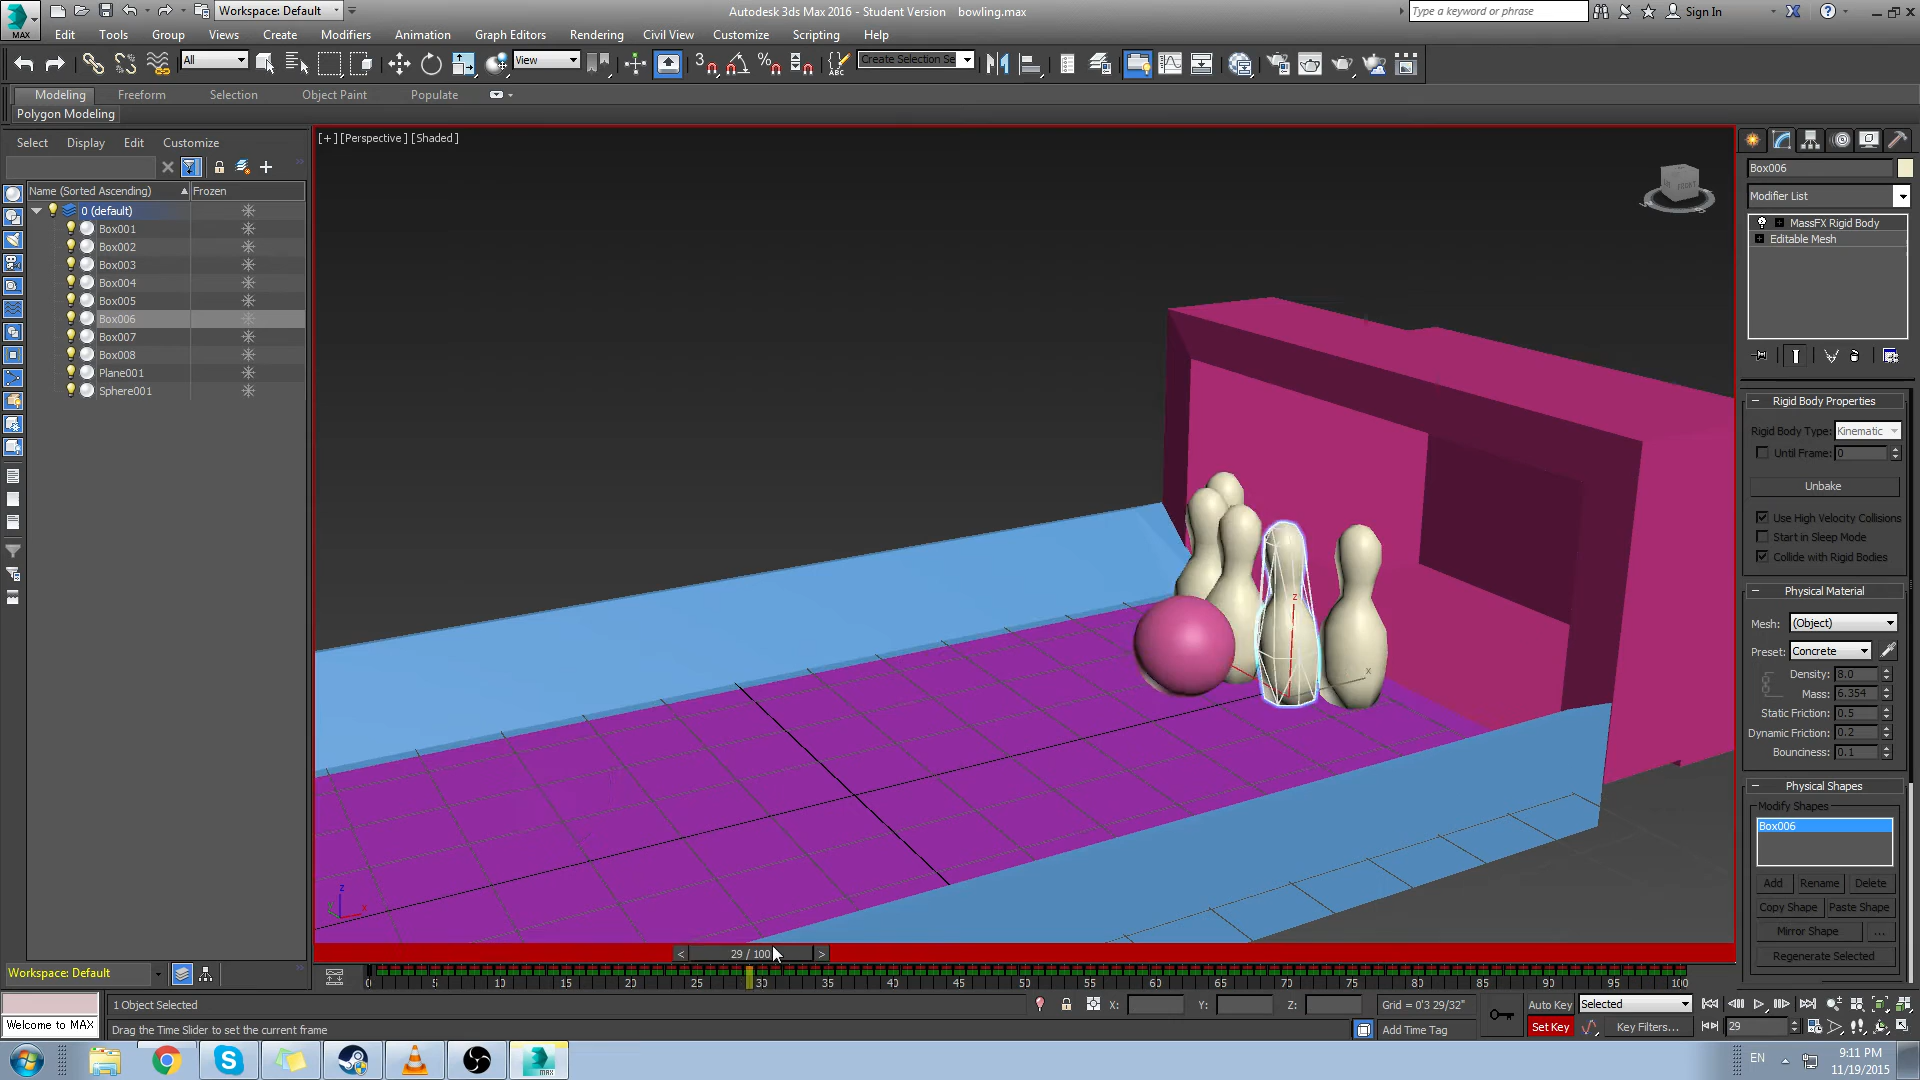 MAX
Workspace: Default
Autodesk 3ds Max 2016 - Student Version    bowling.max
Type a keyword or phrase
Sign In
Edit Tools Group Views Create Modifiers Animation Graph Editors Rendering Civil View Customize Scripting Help
All
View
3
ABC
Create Selection Se
Modeling Freeform Selection Object Paint Populate
Polygon Modeling
Select Display Edit Customize
[+] [Perspective] [Shaded]
Name (Sorted Ascending) Frozen
0 (default)
Box001
Box002
Box003
Box004
Box005
Box006
Box007
Box008
Plane001
Sphere001
FRONT
z
x
z
x
Box006
Modifier List
MassFX Rigid Body
Editable Mesh
Rigid Body Properties
Rigid Body Type: Kinematic
Until Frame: 0
Unbake
Use High Velocity Collisions
Start in Sleep Mode
Collide with Rigid Bodies
Physical Material
Mesh: (Object)
Preset: Concrete
Density: 8.0
Mass: 6.354
Static Friction: 0.5
Dynamic Friction: 0.2
Bounciness: 0.1
Physical Shapes
Modify Shapes
Box006
Add Rename Delete
Copy Shape Paste Shape
Mirror Shape ...
Regenerate Selected
< 29 / 100 >
Workspace: Default
0 5 10 15 20 25 30 35 40 45 50 55 60 65 70 75 80 85 90 95 100
1 Object Selected
X: Y: Z:
Grid = 0'3 29/32"
Auto Key Selected
Welcome to MAX
Drag the Time Slider to set the current frame
Add Time Tag
Set Key Key Filters...
29
MAX
EN
9:11 PM
11/19/2015